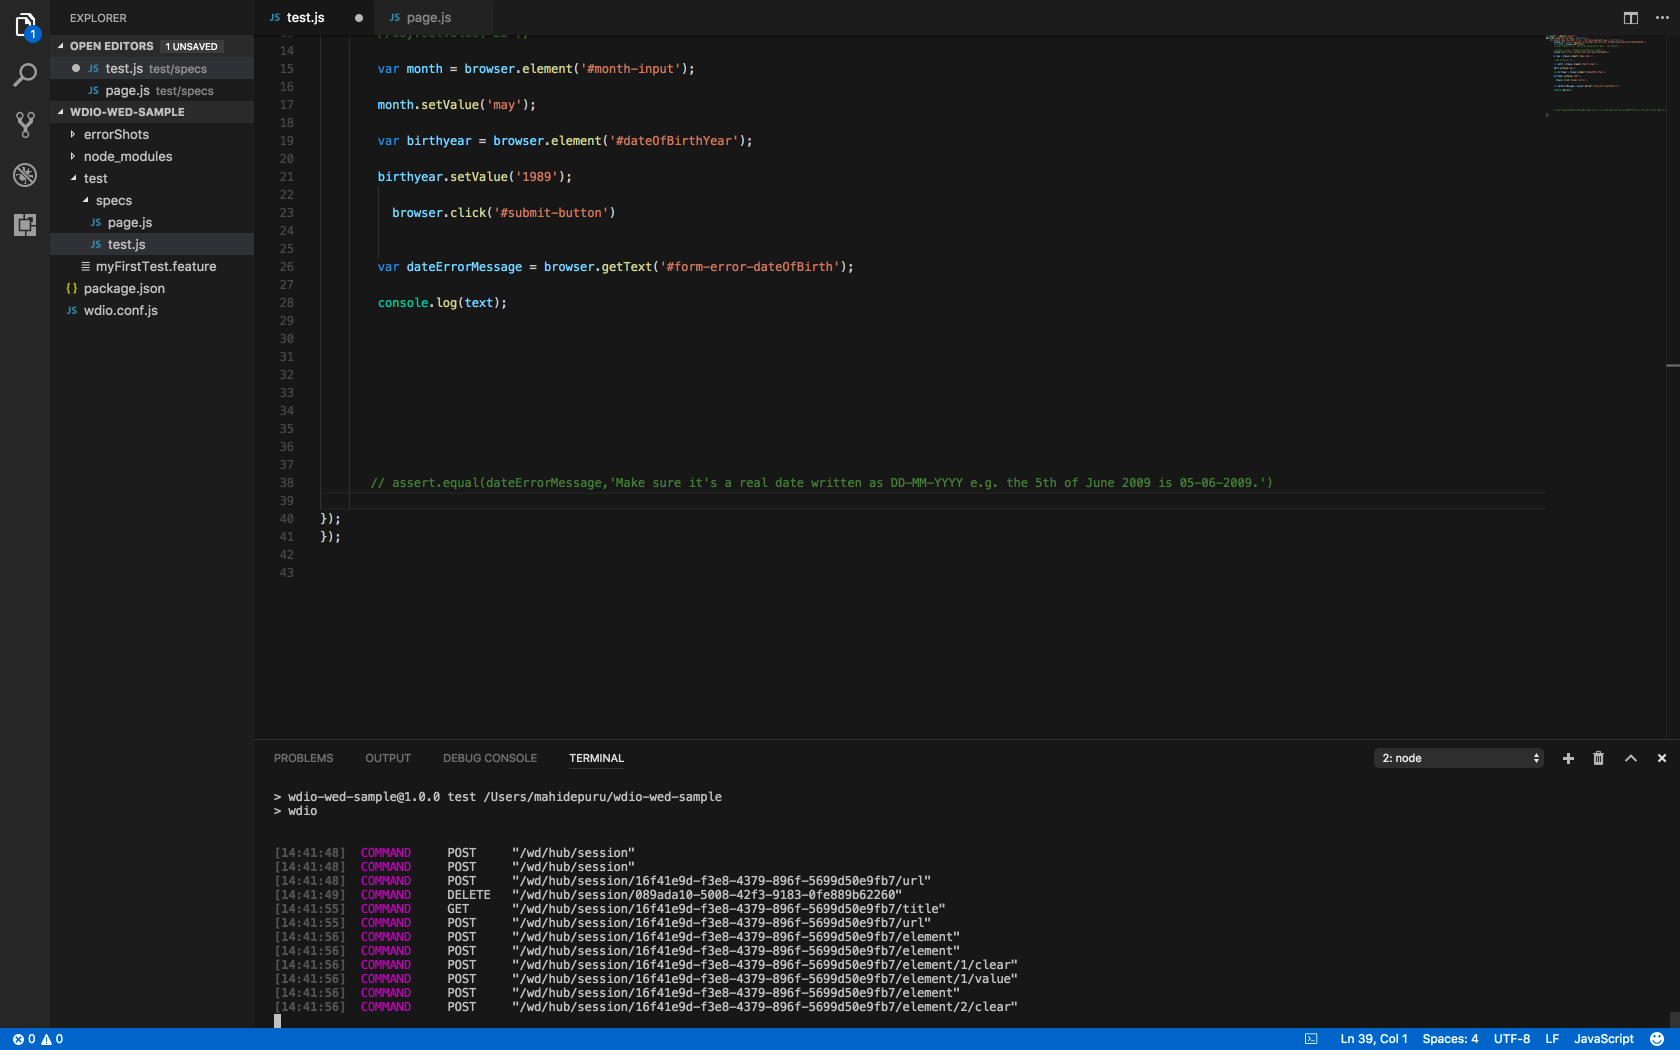 EXPLORER
OPEN EDITORS 1 UNSAVED
JS test.js test/specs
JS page.js test/specs
WDIO-WED-SAMPLE
errorShots
node_modules
test
specs
JS page.js
JS test.js
myFirstTest.feature
{} package.json
JS wdio.conf.js
1
JS test.js
JS page.js
14
15 var month = browser.element('#month-input');
16
17 month.setValue('may');
18
19 var birthyear = browser.element('#dateOfBirthYear');
20
21 birthyear.setValue('1989');
22
23 browser.click('#submit-button')
24
25
26 var dateErrorMessage = browser.getText('#form-error-dateOfBirth');
27
28 console.log(text);
29
30
31
32
33
34
35
36
37
38 // assert.equal(dateErrorMessage,'Make sure it's a real date written as DD-MM-YYYY e.g. the 5th of June 2009 is 05-06-2009.')
39
40 });
41 });
42
43
PROBLEMS OUTPUT DEBUG CONSOLE TERMINAL 2: node
> wdio-wed-sample@1.0.0 test /Users/mahidepuru/wdio-wed-sample
> wdio
[14:41:48] COMMAND POST "/wd/hub/session"
[14:41:48] COMMAND POST "/wd/hub/session"
[14:41:48] COMMAND POST "/wd/hub/session/16f41e9d-f3e8-4379-896f-5699d50e9fb7/url"
[14:41:49] COMMAND DELETE "/wd/hub/session/089ada10-5008-42f3-9183-0fe889b62260"
[14:41:55] COMMAND GET "/wd/hub/session/16f41e9d-f3e8-4379-896f-5699d50e9fb7/title"
[14:41:55] COMMAND POST "/wd/hub/session/16f41e9d-f3e8-4379-896f-5699d50e9fb7/url"
[14:41:56] COMMAND POST "/wd/hub/session/16f41e9d-f3e8-4379-896f-5699d50e9fb7/element"
[14:41:56] COMMAND POST "/wd/hub/session/16f41e9d-f3e8-4379-896f-5699d50e9fb7/element"
[14:41:56] COMMAND POST "/wd/hub/session/16f41e9d-f3e8-4379-896f-5699d50e9fb7/element/1/clear"
[14:41:56] COMMAND POST "/wd/hub/session/16f41e9d-f3e8-4379-896f-5699d50e9fb7/element/1/value"
[14:41:56] COMMAND POST "/wd/hub/session/16f41e9d-f3e8-4379-896f-5699d50e9fb7/element"
[14:41:56] COMMAND POST "/wd/hub/session/16f41e9d-f3e8-4379-896f-5699d50e9fb7/element/2/clear"
0 0 Ln 39, Col 1 Spaces: 4 UTF-8 LF JavaScript